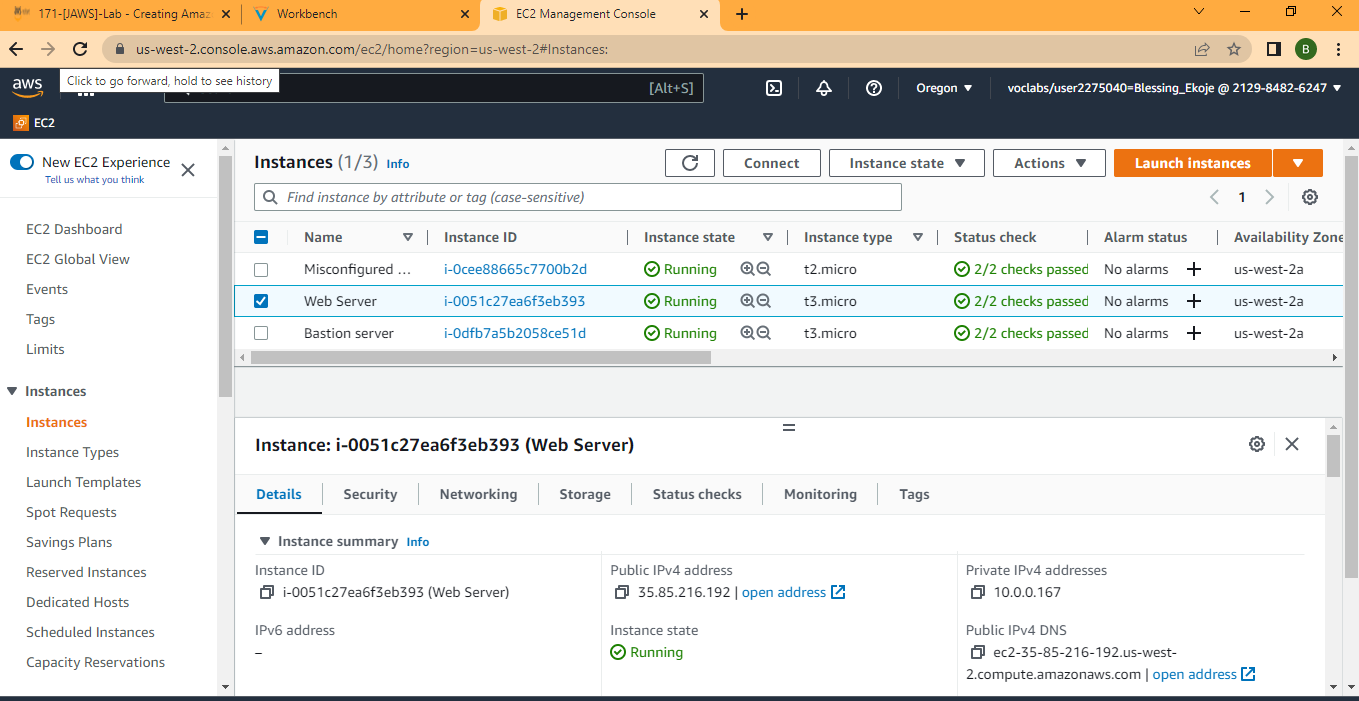 171-[JAWS]-Lab - Creating Amaz
Workbench
EC2 Management Console
us-west-2.console.aws.amazon.com/ec2/home?region=us-west-2#Instances:
B
aws
Click to go forward, hold to see history
[Alt+S]
Oregon
voclabs/user2275040=Blessing_Ekoje @ 2129-8482-6247
EC2
New EC2 Experience
Tell us what you think
EC2 Dashboard
EC2 Global View
Events
Tags
Limits
Instances
Instances
Instance Types
Launch Templates
Spot Requests
Savings Plans
Reserved Instances
Dedicated Hosts
Scheduled Instances
Capacity Reservations
Instances (1/3) Info
Connect
Instance state
Actions
Launch instances
Find instance by attribute or tag (case-sensitive)
1
Name Instance ID Instance state Instance type Status check Alarm status Availability Zone
Misconfigured ... i-0cee88665c7700b2d Running t2.micro 2/2 checks passed No alarms us-west-2a
Web Server i-0051c27ea6f3eb393 Running t3.micro 2/2 checks passed No alarms us-west-2a
Bastion server i-0dfb7a5b2058ce51d Running t3.micro 2/2 checks passed No alarms us-west-2a
Instance: i-0051c27ea6f3eb393 (Web Server)
Details Security Networking Storage Status checks Monitoring Tags
Instance summary Info
Instance ID
i-0051c27ea6f3eb393 (Web Server)
Public IPv4 address
35.85.216.192 | open address
Private IPv4 addresses
10.0.0.167
IPv6 address
–
Instance state
Running
Public IPv4 DNS
ec2-35-85-216-192.us-west-
2.compute.amazonaws.com | open address